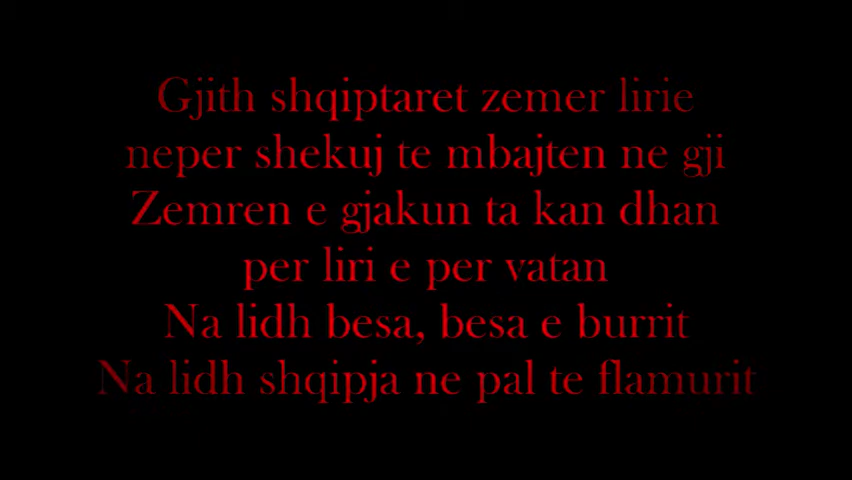 Gjith shqiptaret zemer lirie
neper shekuj te mbajten ne gji
Zemren e gjakun ta kan dhan
per liri e per vatan
Na lidh besa, besa e burrit
Na lidh shqipja ne pal te flamurit